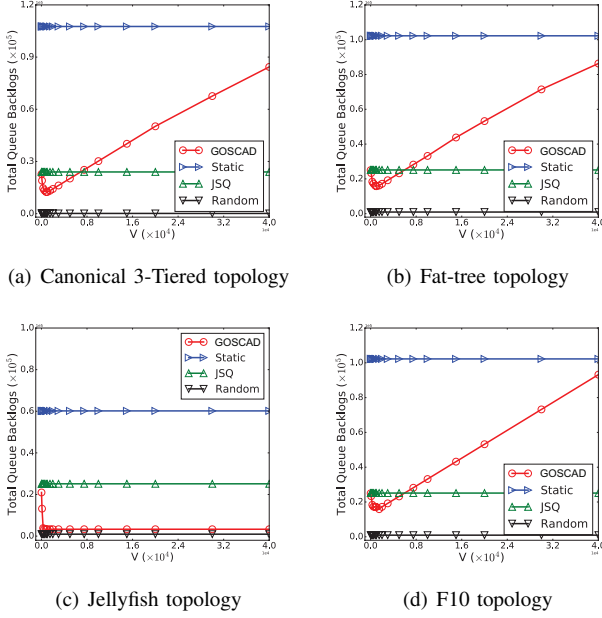 Total Queue Backlogs (×10⁵)
1.2
0.9
0.6
0.3
0.0
GOSCAD
Static
JSQ
Random
0.0 0.8 1.6 2.4 3.2 4.0
1e4
V (×10⁴)
(a) Canonical 3-Tiered topology
Total Queue Backlogs (×10⁵)
1.0
0.8
0.6
0.4
0.2
0.0
GOSCAD
Static
JSQ
Random
0.0 0.8 1.6 2.4 3.2 4.0
1e4
V (×10⁴)
(b) Fat-tree topology
Total Queue Backlogs (×10⁵)
1.0
0.8
0.6
0.4
0.2
0.0
GOSCAD
Static
JSQ
Random
0.0 0.8 1.6 2.4 3.2 4.0
1e4
V (×10⁴)
(c) Jellyfish topology
Total Queue Backlogs (×10⁵)
1.2
1.0
0.8
0.6
0.4
0.2
0.0
GOSCAD
Static
JSQ
Random
0.0 0.8 1.6 2.4 3.2 4.0
1e4
V (×10⁴)
(d) F10 topology